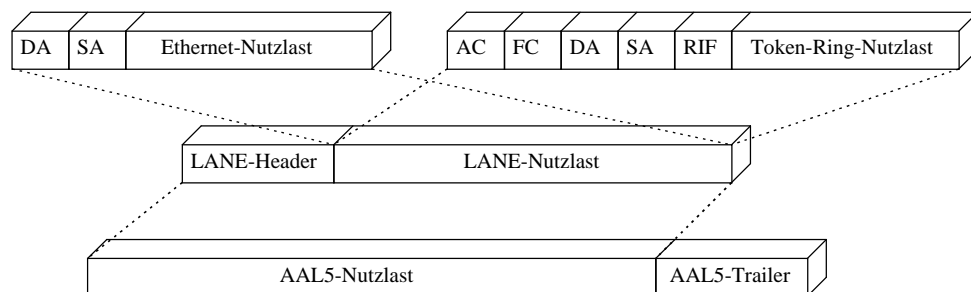 DA SA Ethernet-Nutzlast
AC FC DA SA RIF Token-Ring-Nutzlast
LANE-Header LANE-Nutzlast
AAL5-Nutzlast AAL5-Trailer